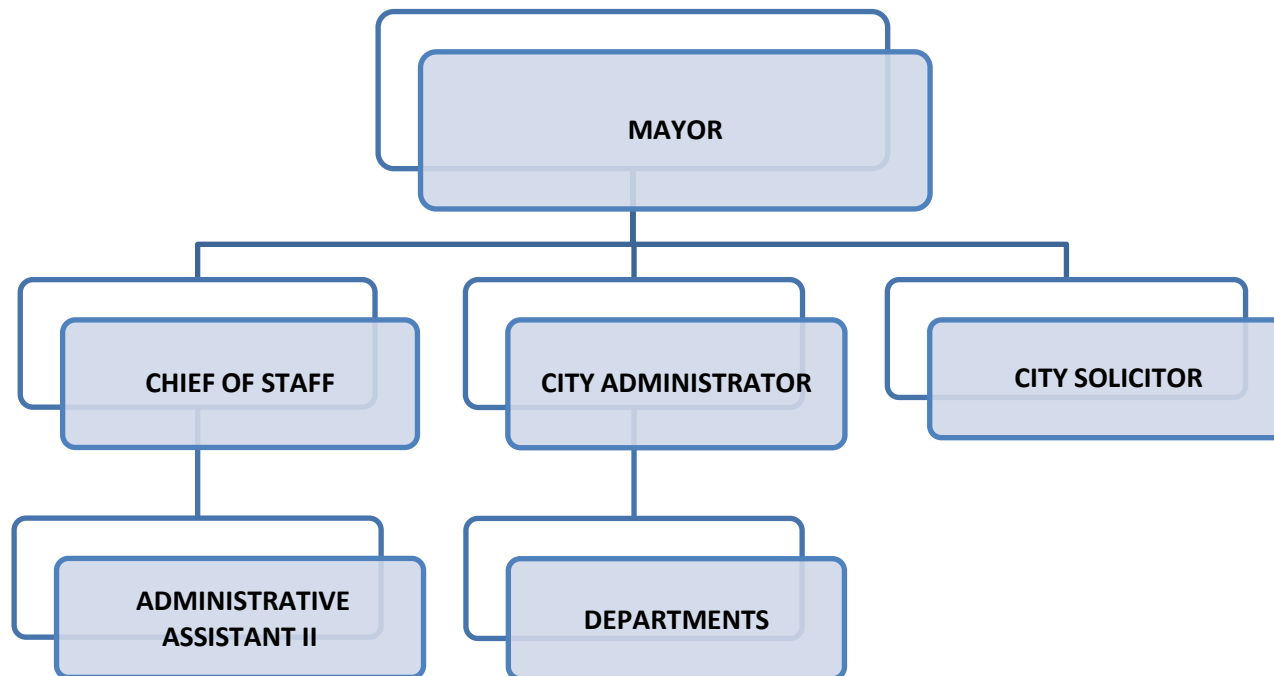 MAYOR
CHIEF OF STAFF
CITY ADMINISTRATOR
CITY SOLICITOR
ADMINISTRATIVE
ASSISTANT II
DEPARTMENTS